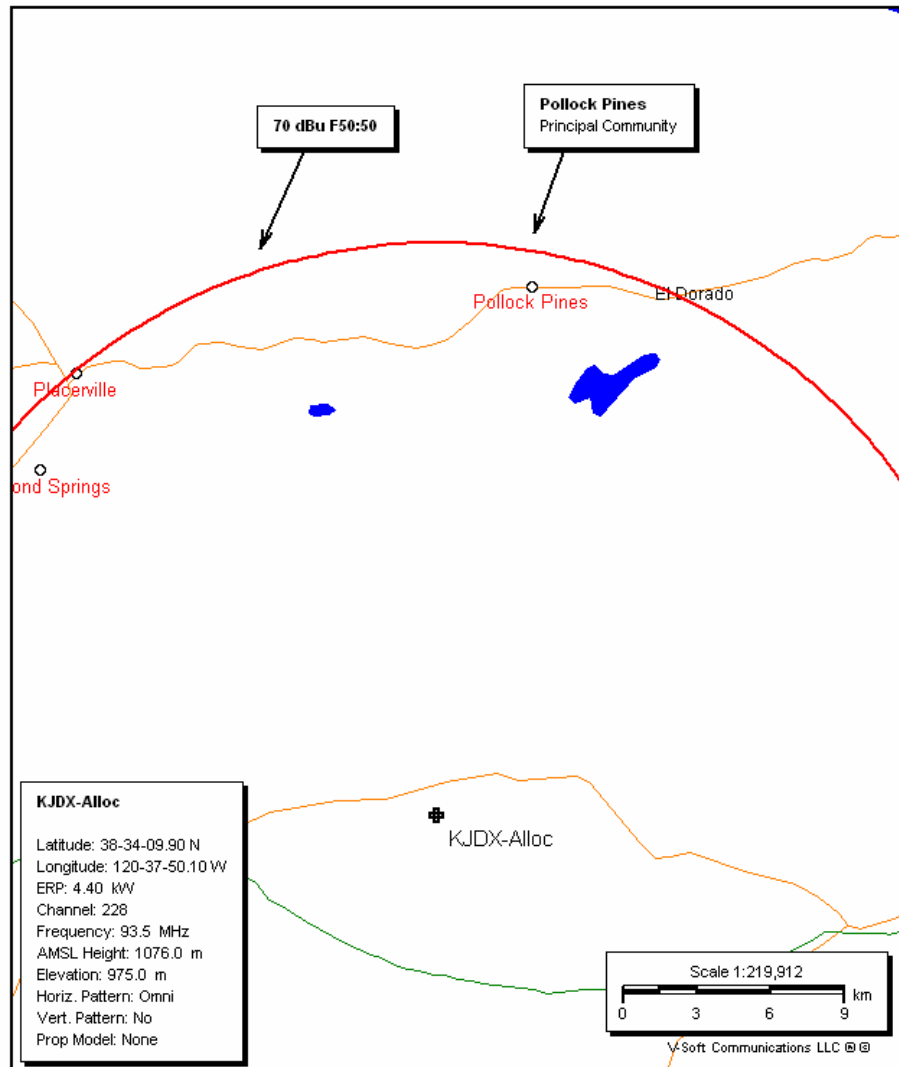 Pollock Pines
Principal Community
70 dBu F50:50
El Dorado
Pollock Pines
Placerville
ond Springs
KJDX-Alloc
KJDX-Alloc
Latitude: 38-34-09.90 N
Longitude: 120-37-50.10 W
ERP: 4.40 kW
Channel: 228
Frequency: 93.5 MHz
AMSL Height: 1076.0 m
Elevation: 975.0 m
Horiz. Pattern: Omni
Vert. Pattern: No
Prop Model: None
Scale 1:219,912
km
0 3 6 9
V-Soft Communications LLC ® ©